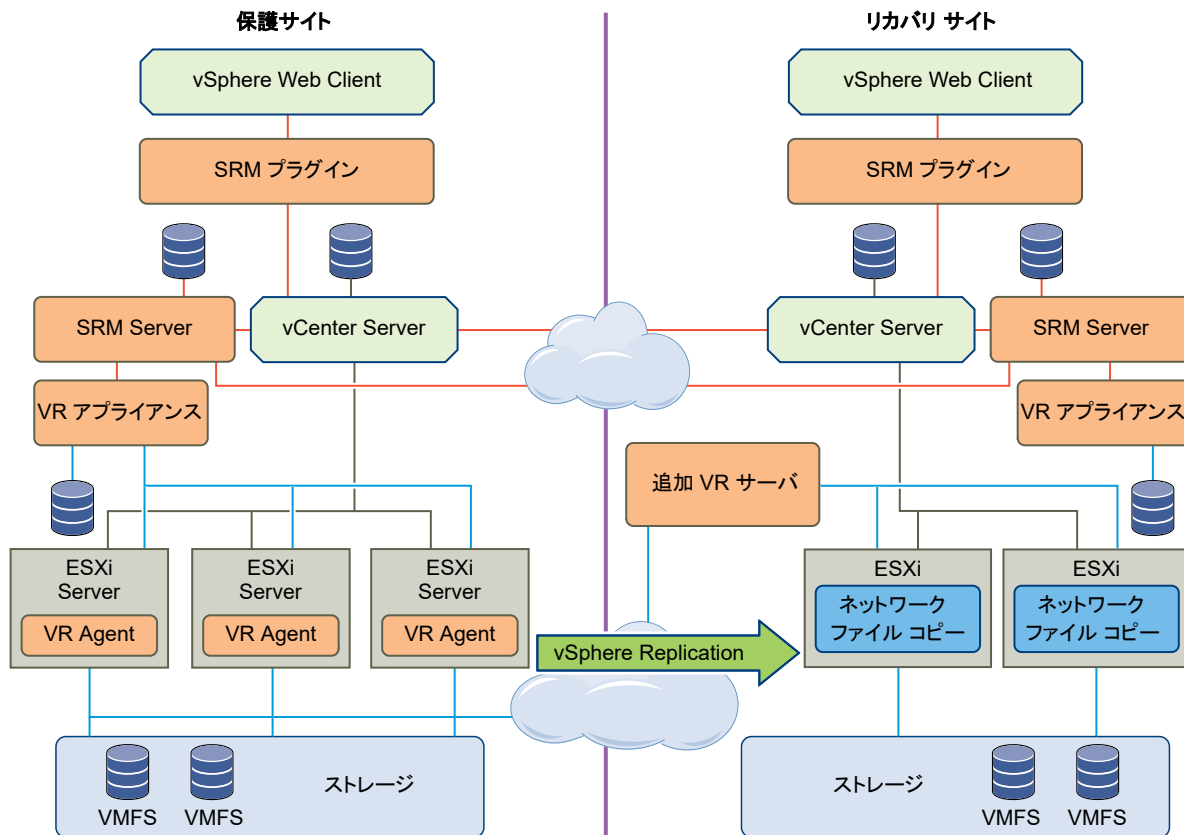 保護サイト
リカバリ サイト
vSphere Web Client
vSphere Web Client
SRM プラグイン
SRM プラグイン
SRM Server
vCenter Server
vCenter Server
SRM Server
VR アプライアンス
VR アプライアンス
追加 VR サーバ
ESXi
Server
VR Agent
ESXi
Server
VR Agent
ESXi
Server
VR Agent
vSphere Replication
ESXi
ネットワーク
ファイル コピー
ESXi
ネットワーク
ファイル コピー
ストレージ
VMFS
VMFS
ストレージ
VMFS
VMFS